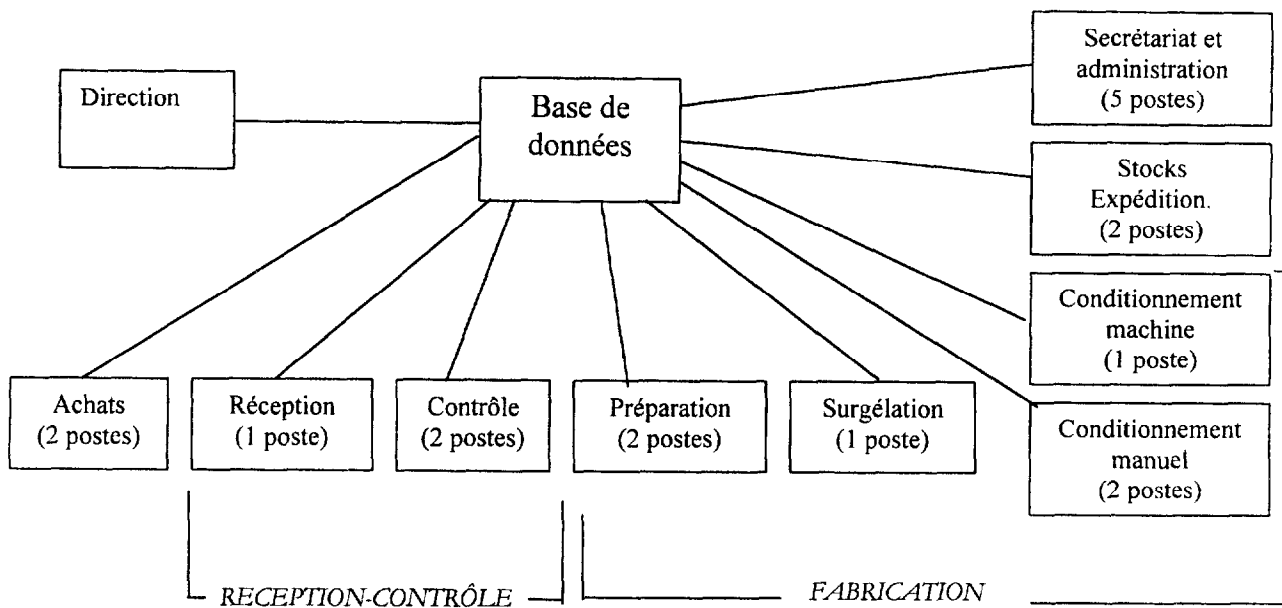 Direction
Base de
données
Secrétariat et
administration
(5 postes)
Stocks
Expédition.
(2 postes)
Conditionnement
machine
(1 poste)
Conditionnement
manuel
(2 postes)
Achats
(2 postes)
Réception
(1 poste)
Contrôle
(2 postes)
Préparation
(2 postes)
Surgélation
(1 poste)
RECEPTION-CONTRÔLE
FABRICATION